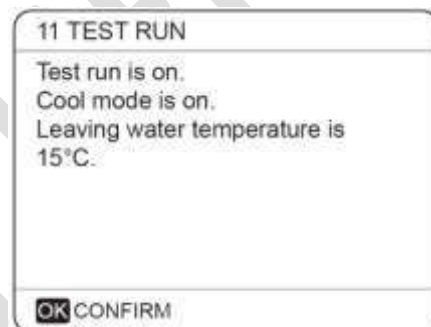 11 TEST RUN
Test run is on.
Cool mode is on.
Leaving water temperature is
15°C.
OK CONFIRM